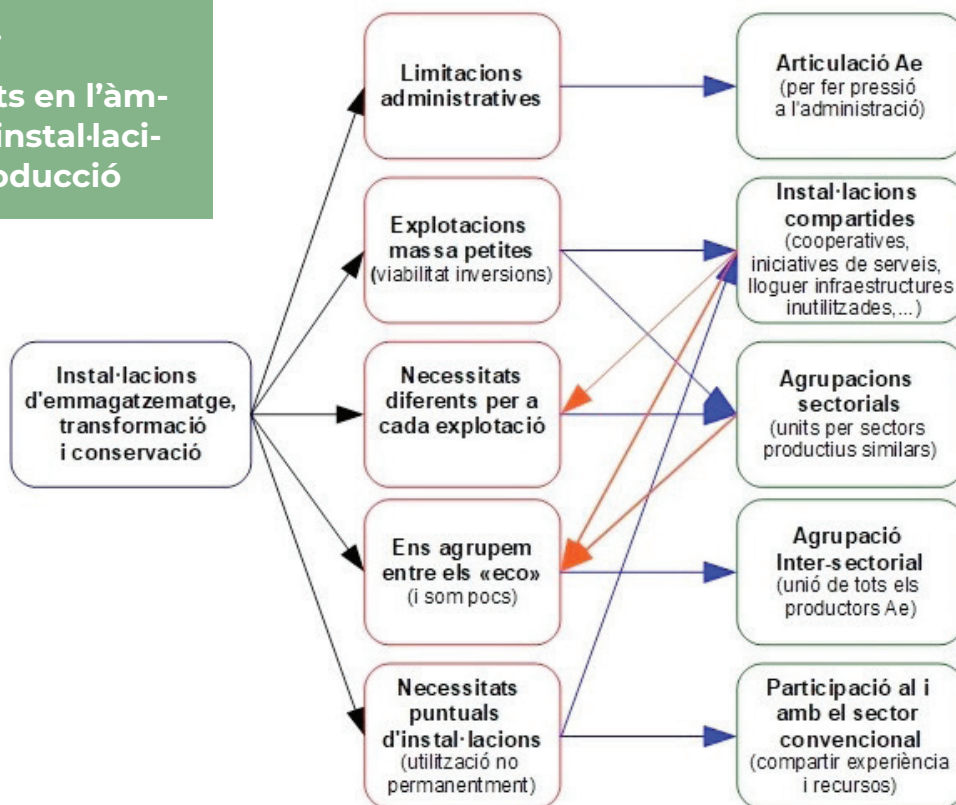 ts en l'àm-
instal·laci-
oducció
Limitacions
administratives
Articulació Ae
(per fer pressió
a l'administració)
Explotacions
massa petites
(viabilitat inversions)
Instal·lacions
compartides
(cooperatives,
iniciatives de serveis,
lloguer infraestructures
inutilitzades,...)
Instal·lacions
d'emmagatzematge,
transformació
i conservació
Necessitats
diferents per a
cada explotació
Agrupacions
sectorials
(units per sectors
productius similars)
Ens agrupem
entre els «eco»
(i som pocs)
Agrupació
Inter-sectorial
(unió de tots els
productors Ae)
Necessitats
puntuals
d'instal·lacions
(utilització no
permanentment)
Participació al i
amb el sector
convencional
(compartir experiència
i recursos)